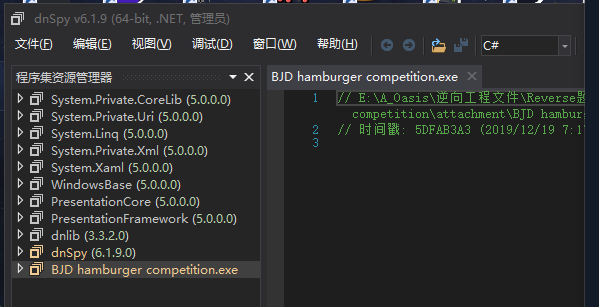 dnSpy v6.1.9 (64-bit, .NET, 管理员)
文件(F) 编辑(E) 视图(V) 调试(D) 窗口(W) 帮助(H) C#
程序集资源管理器
System.Private.CoreLib (5.0.0.0)
System.Private.Uri (5.0.0.0)
System.Linq (5.0.0.0)
System.Private.Xml (5.0.0.0)
System.Xaml (5.0.0.0)
WindowsBase (5.0.0.0)
PresentationCore (5.0.0.0)
PresentationFramework (5.0.0.0)
dnlib (3.3.2.0)
dnSpy (6.1.9.0)
BJD hamburger competition.exe
BJD hamburger competition.exe
1 // E:\A_Oasis\逆向工程文件\Reverse题
competition\attachment\BJD hambur
2 // 时间戳: 5DFAB3A3 (2019/12/19 7:1
3